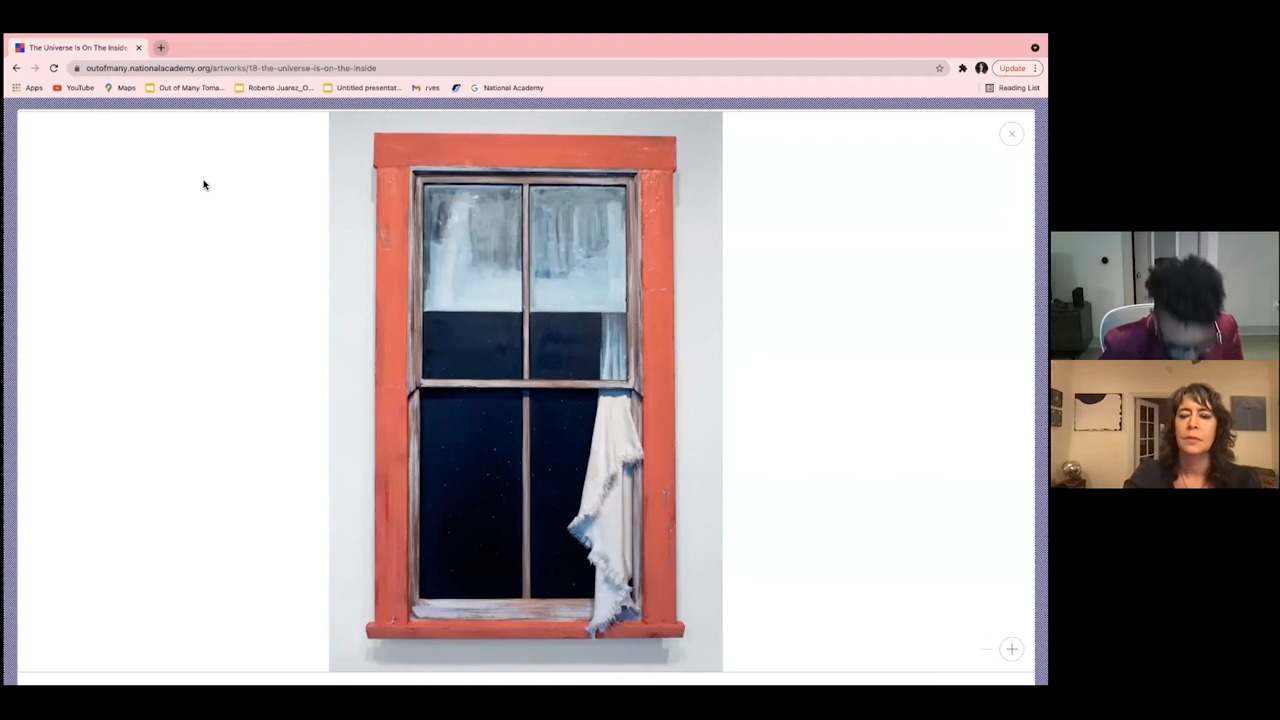 The Universe Is On The Inside
outofmany.nationalacademy.org/artworks/18-the-universe-is-on-the-inside
Update
Apps YouTube Maps Out of Many Toma... Roberto Juarez_O... Untitled presentat... rves National Academy Reading List